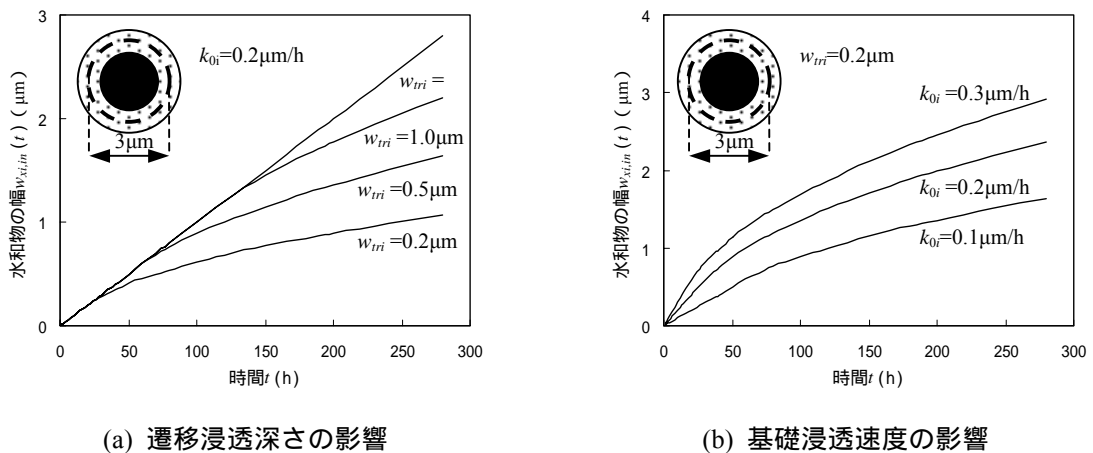 3
2
1
0
0
50
100
150
200
250
300
水和物の幅wxi,in (t) ( μm)
時間t (h)
k0i=0.2μm/h
3μm
wtri =
wtri =1.0μm
wtri =0.5μm
wtri =0.2μm
(a) 遷移浸透深さの影響
4
3
2
1
0
0
50
100
150
200
250
300
水和物の幅wxi,in (t) ( μm)
時間t (h)
wtri=0.2μm
3μm
k0i =0.3μm/h
k0i =0.2μm/h
k0i=0.1μm/h
(b) 基礎浸透速度の影響